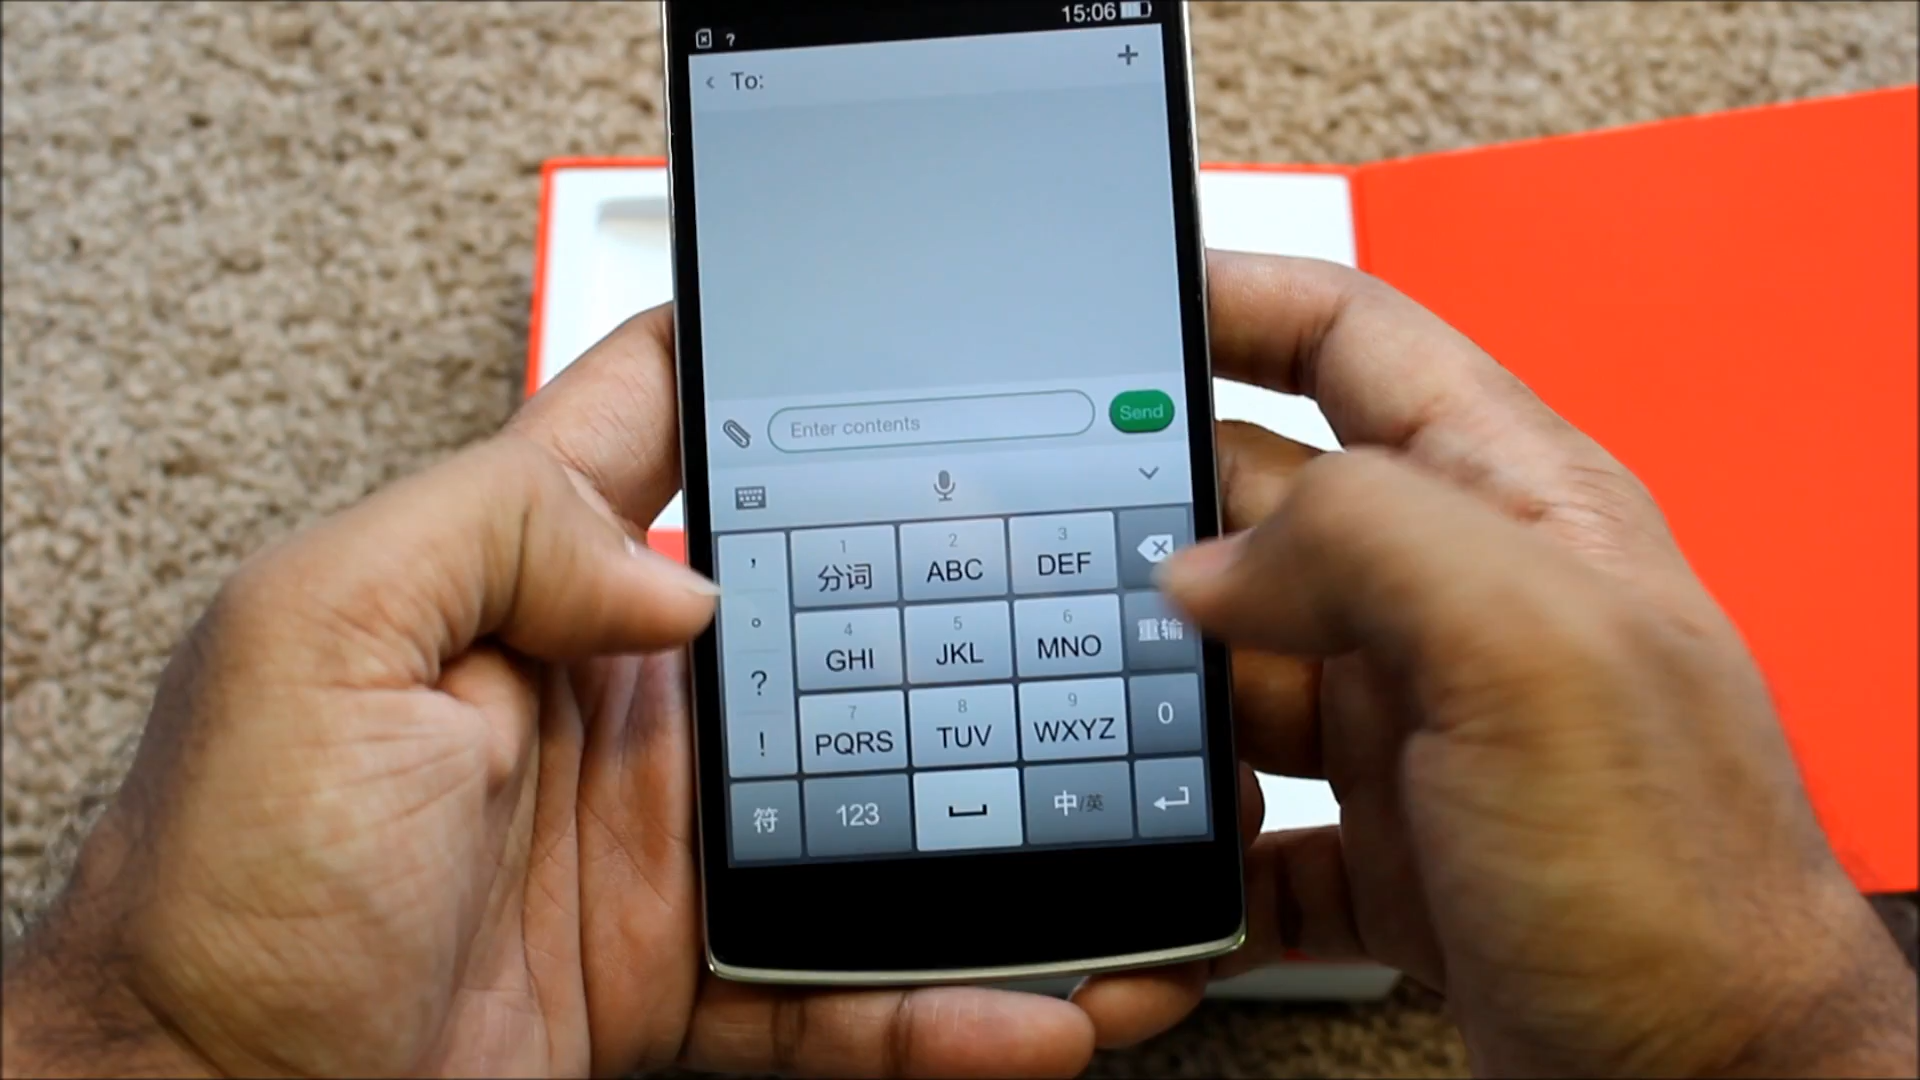 15:06
?
< To: +
Enter contents
Send
, 1 2 3
分词 ABC DEF
。 4 5 6
GHI JKL MNO 重输
? 7 8 9
PQRS TUV WXYZ 0
!
符 123 中/英